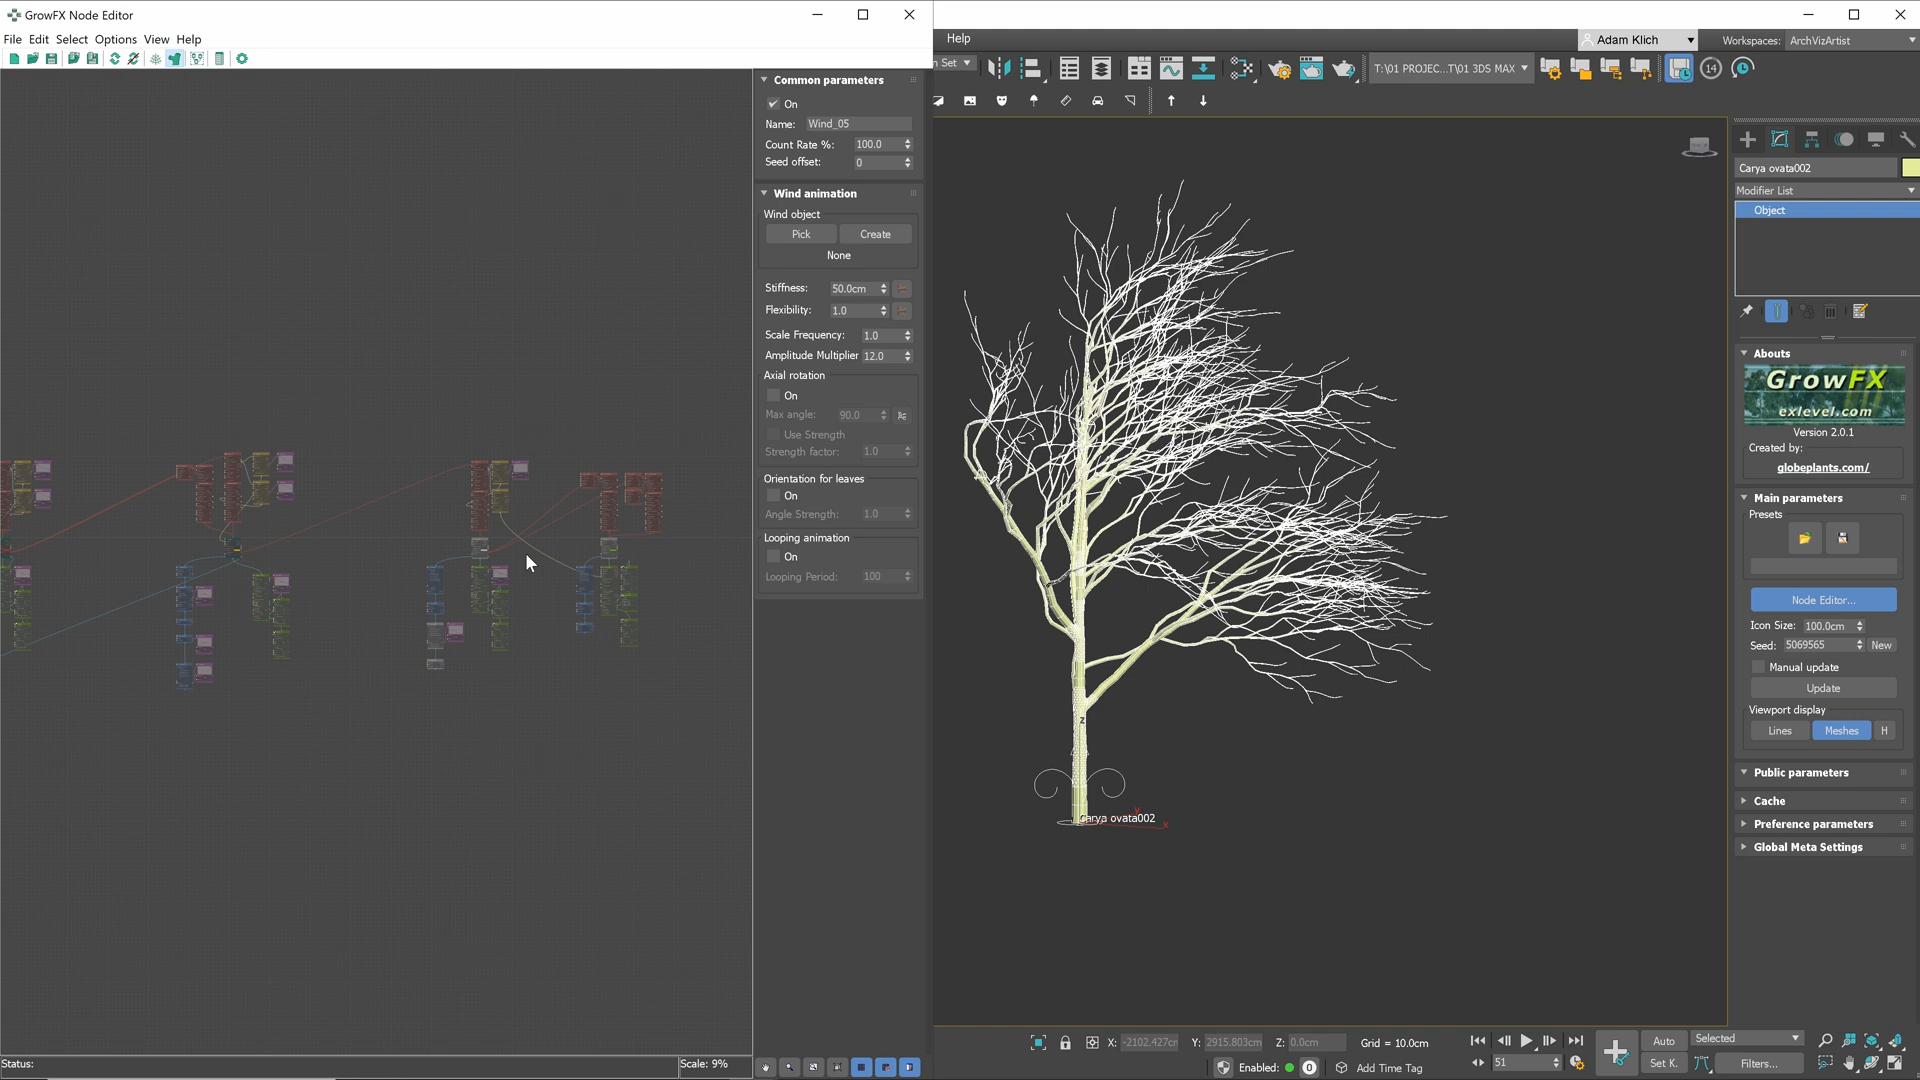 GrowFX Node Editor
File Edit Select Options View Help
Common parameters
On
Name: Wind_05
Count Rate %: 100.0
Seed offset: 0
Wind animation
Wind object
Pick Create
None
Stiffness: 50.0cm
Flexibility: 1.0
Scale Frequency: 1.0
Amplitude Multiplier 12.0
Axial rotation
On
Max angle: 90.0
Use Strength
Strength factor: 1.0
Orientation for leaves
On
Angle Strength: 1.0
Looping animation
On
Looping Period: 100
Status:
Scale: 9%
Help
Adam Klich
Workspaces: ArchVizArtist
n Set
T:\01 PROJEC...T\01 3DS MAX
14
Z
Carya ovata002
Y
X
Carya ovata002
Modifier List
Object
Abouts
GrowFX
exlevel.com
Version 2.0.1
Created by:
globeplants.com/
Main parameters
Presets
Node Editor...
Icon Size: 100.0cm
Seed: 5069565 New
Manual update
Update
Viewport display
Lines Meshes H
Public parameters
Cache
Preference parameters
Global Meta Settings
X: -2102.427cm Y: 2915.803cm Z: 0.0cm Grid = 10.0cm
Enabled: 0 Add Time Tag
51
Auto Selected
Set K. Filters...